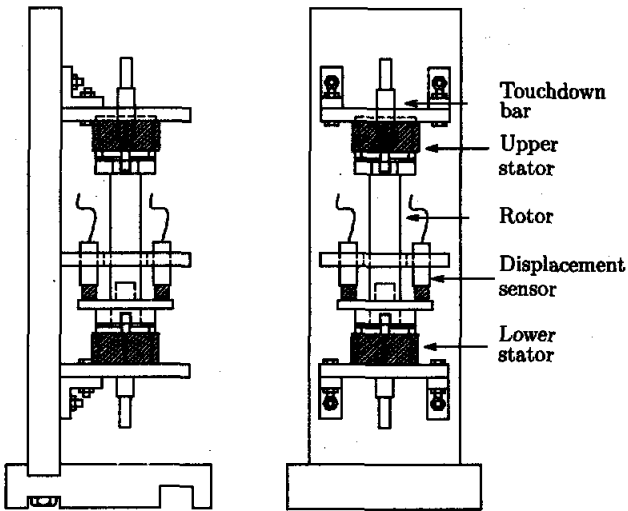 Touchdown
bar
Upper
stator
Rotor
Displacement
sensor
Lower
stator